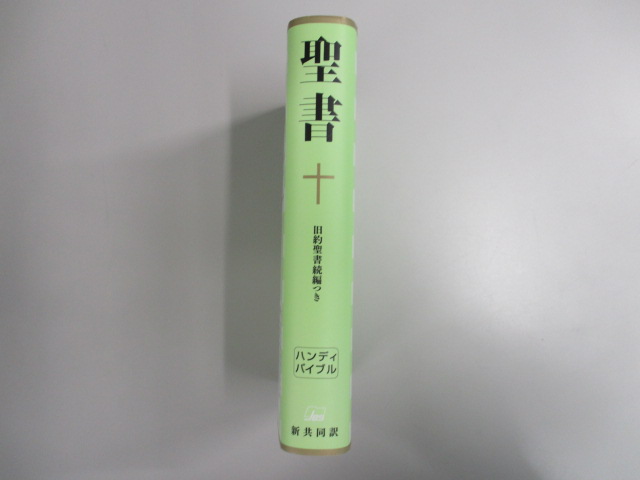 聖書
旧約聖書続編つき
ハンディ
バイブル
新共同訳